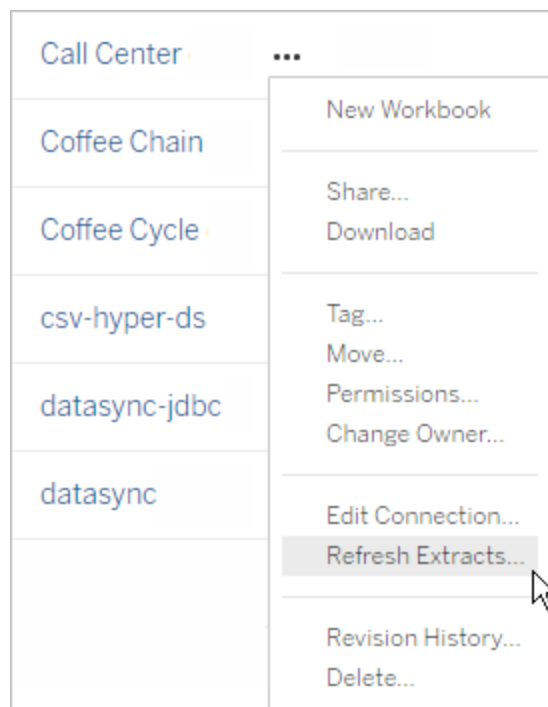 Call Center
•••
New Workbook
Coffee Chain
Share...
Download
Coffee Cycle
Tag...
csv-hyper-ds
Move...
Permissions...
datasync-jdbc
Change Owner...
datasync
Edit Connection...
Refresh Extracts...
Revision History...
Delete...